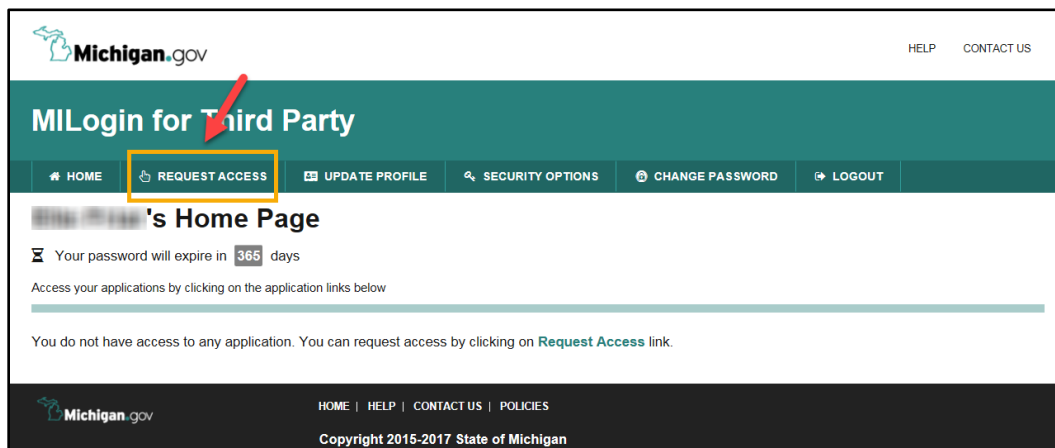 Michigan.gov
HELP CONTACT US
MILogin for Third Party
HOME REQUEST ACCESS UPDATE PROFILE SECURITY OPTIONS CHANGE PASSWORD LOGOUT
's Home Page
Your password will expire in 365 days
Access your applications by clicking on the application links below
You do not have access to any application. You can request access by clicking on Request Access link.
Michigan.gov
HOME | HELP | CONTACT US | POLICIES
Copyright 2015-2017 State of Michigan